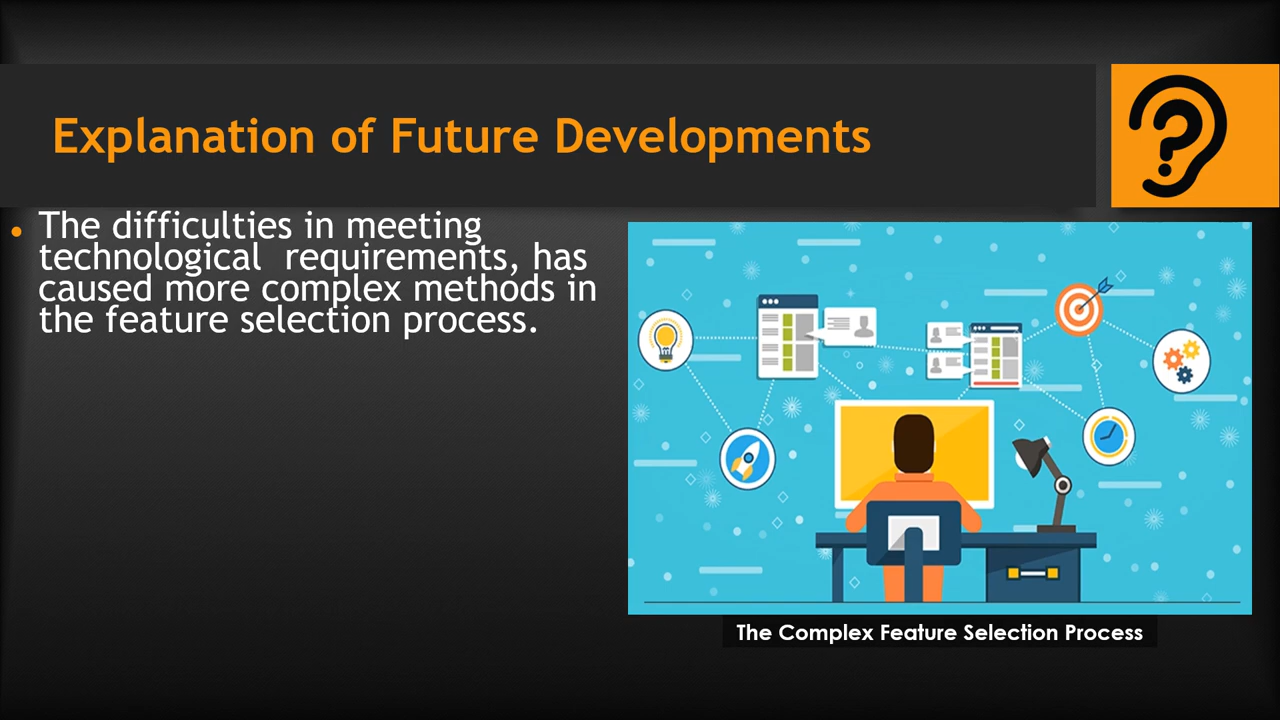 Explanation of Future Developments
The difficulties in meeting
technological  requirements, has
caused more complex methods in
the feature selection process.
The Complex Feature Selection Process